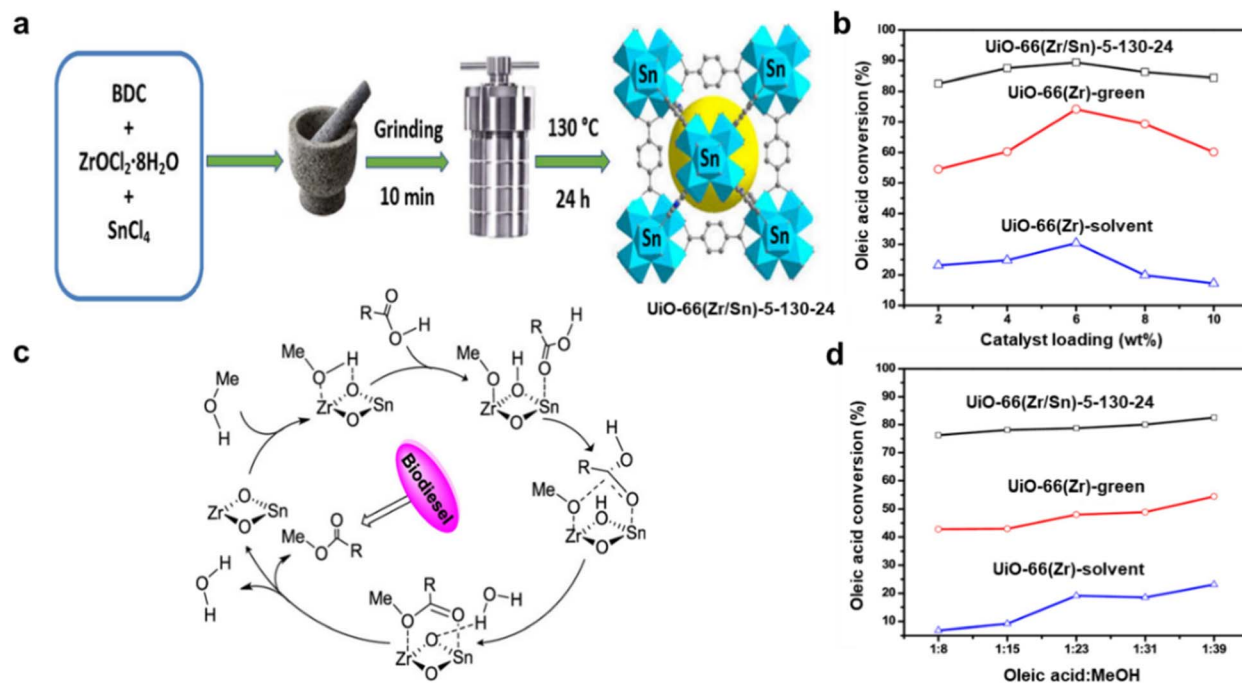 a
BDC
+
ZrOCl₂·8H₂O
+
SnCl₄
Grinding
10 min
130 °C
24 h
Sn
Sn
Sn
Sn
Sn
UiO-66(Zr/Sn)-5-130-24
b
Oleic acid conversion (%)
100
90
80
70
60
50
40
30
20
10
UiO-66(Zr/Sn)-5-130-24
UiO-66(Zr)-green
UiO-66(Zr)-solvent
2
4
6
8
10
Catalyst loading (wt%)
c
R
O
O
H
Me
O
H
Zr
O
O
Sn
R
H
O
O
Me
O
H
O
Zr
O
Sn
Me
O
H
H
O
R
O
Me
O
H
O
Zr
O
Sn
Biodiesel
Zr
O
O
Sn
Me
O
O
R
H
O
H
R
Me
O
O
H
O
H
O
Zr
O
Sn
d
Oleic acid conversion (%)
100
90
80
70
60
50
40
30
20
10
UiO-66(Zr/Sn)-5-130-24
UiO-66(Zr)-green
UiO-66(Zr)-solvent
1:8
1:15
1:23
1:31
1:39
Oleic acid:MeOH